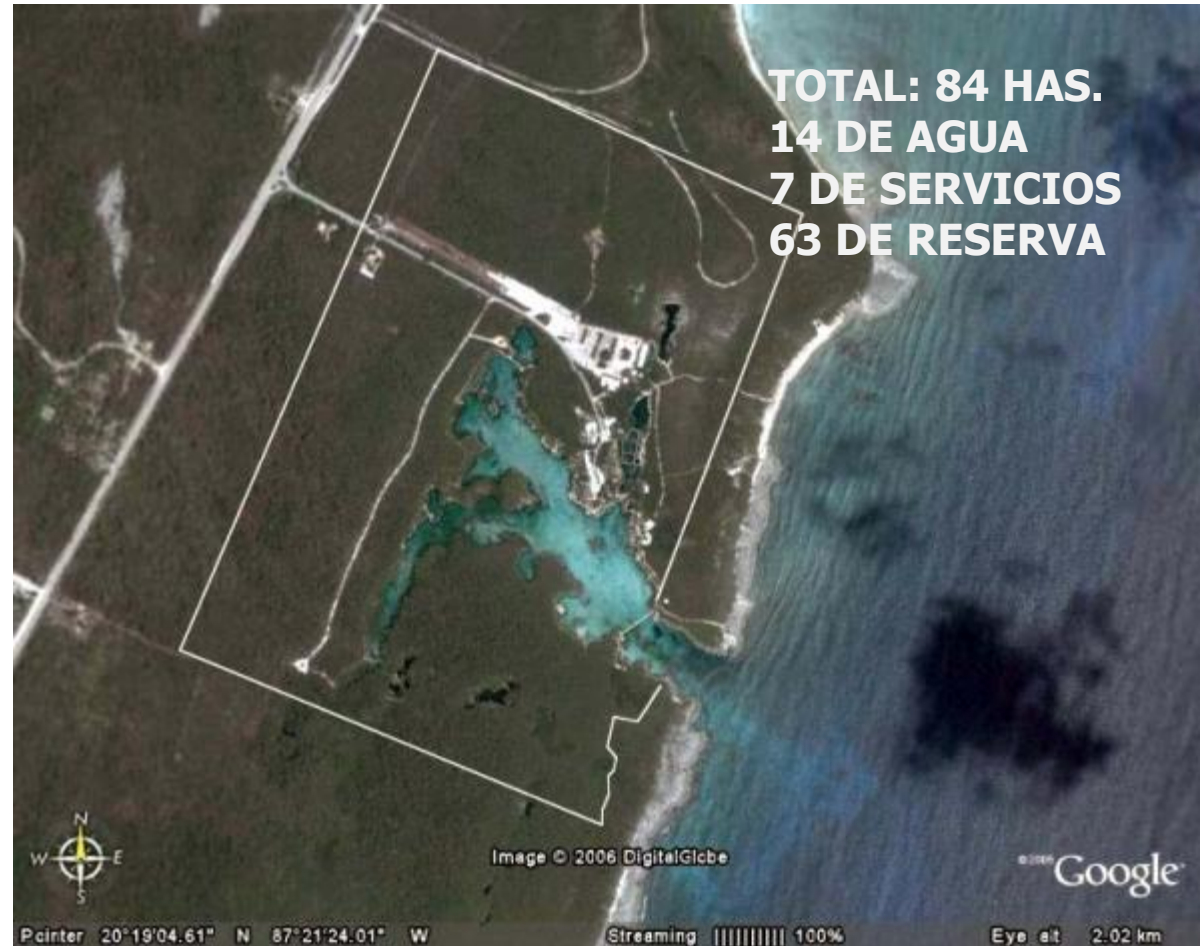 TOTAL: 84 HAS.
14 DE AGUA
7 DE SERVICIOS
63 DE RESERVA
N
W E
S
Image © 2006 DigitalGlobe
©2006 Google
Pointer 20°19'04.61" N 87°21'24.01" W Streaming |||||||||| 100% Eye alt 2.02 km